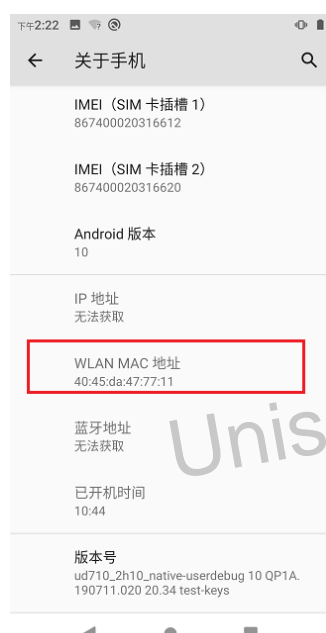 下午2:22
关于手机
IMEI（SIM 卡插槽 1）
867400020316612
IMEI（SIM 卡插槽 2）
867400020316620
Android 版本
10
IP 地址
无法获取
WLAN MAC 地址
40:45:da:47:77:11
蓝牙地址
无法获取
Unis
已开机时间
10:44
版本号
ud710_2h10_native-userdebug 10 QP1A.
190711.020 20.34 test-keys